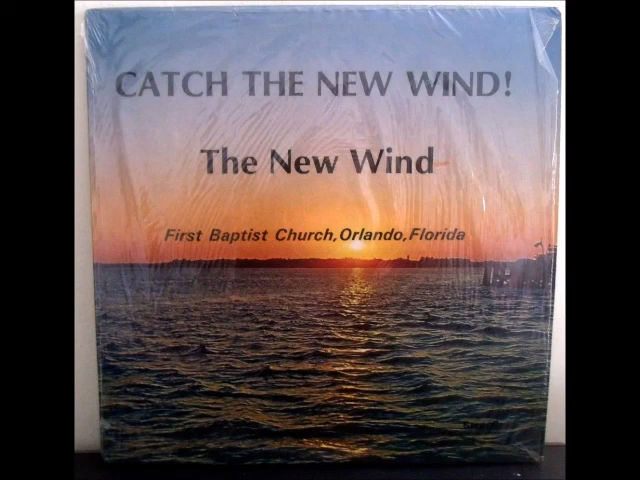 CATCH THE NEW WIND!
The New Wind
First Baptist Church, Orlando, Florida